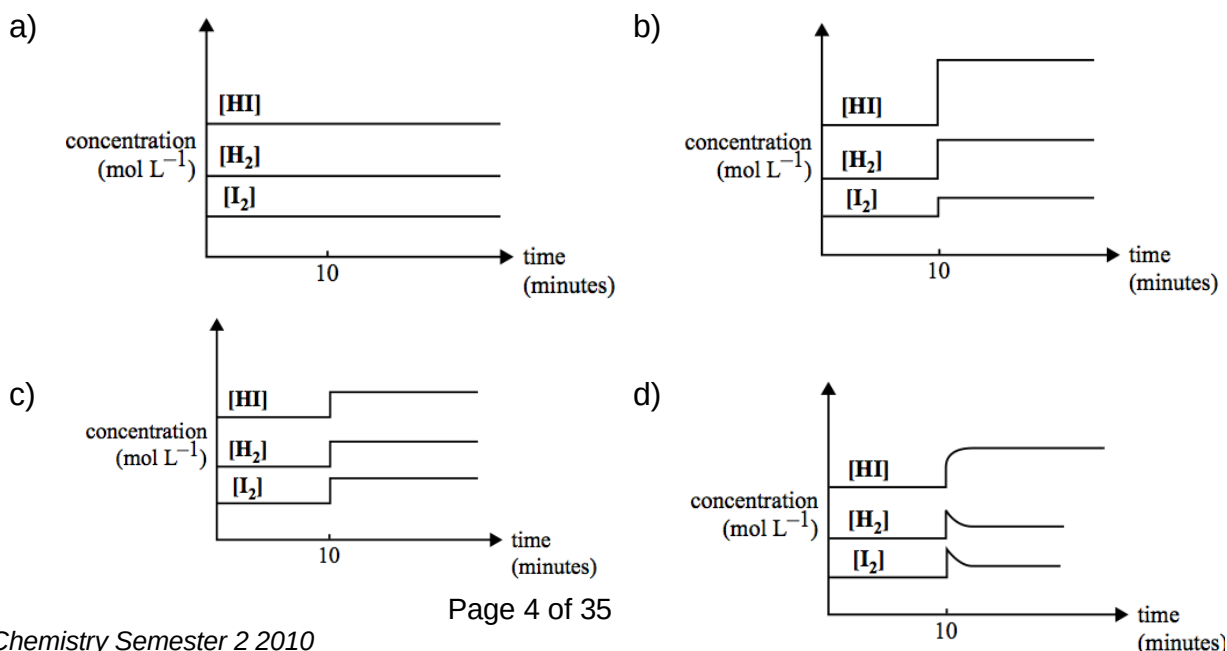 a)
[HI]
concentration
(mol L−1)
[H2]
[I2]
10
time
(minutes)
b)
[HI]
concentration
(mol L−1)
[H2]
[I2]
10
time
(minutes)
c)
[HI]
concentration
(mol L−1)
[H2]
[I2]
10
time
(minutes)
d)
[HI]
concentration
(mol L−1)
[H2]
[I2]
10
time
(minutes)
Page 4 of 35
Chemistry Semester 2 2010